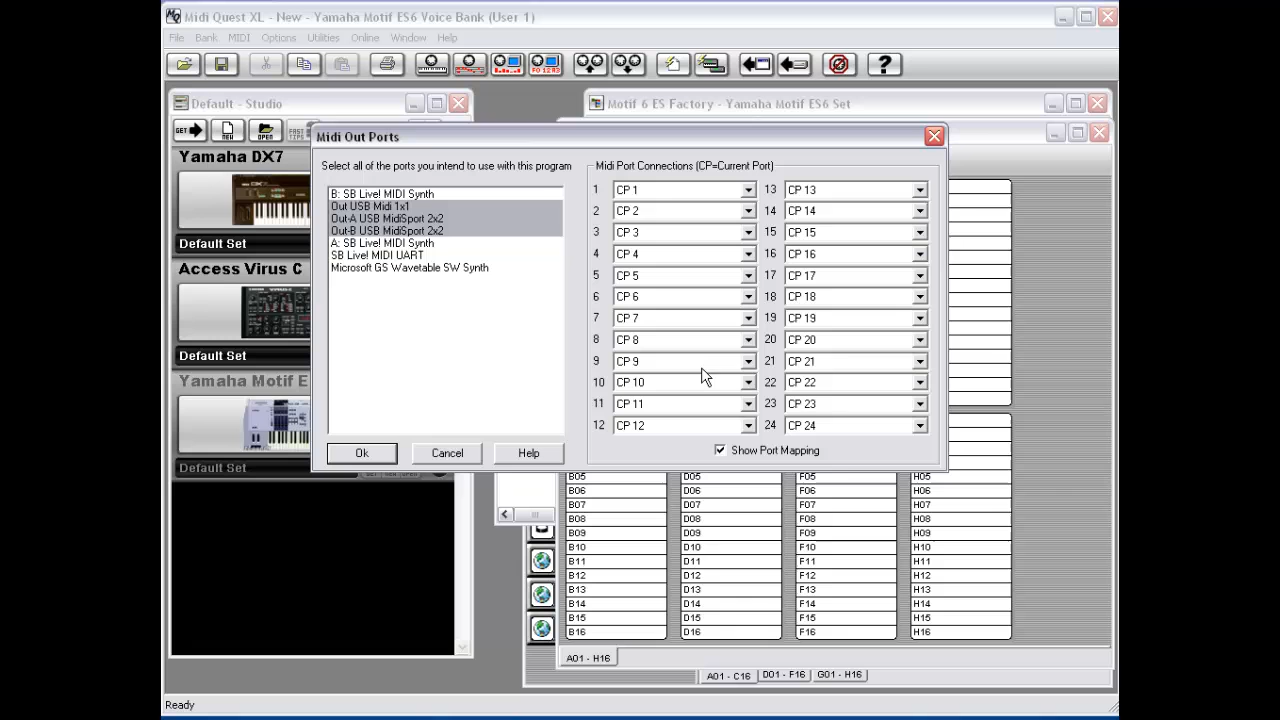 Midi Quest XL - New - Yamaha Motif ES6 Voice Bank (User 1)
File Bank MIDI Options Utilities Online Window Help
Default - Studio
Motif 6 ES Factory - Yamaha Motif ES6 Set
GET
NEW
OPEN
FAST
TIPS
Yamaha DX7
Default Set
Access Virus C
Default Set
Yamaha Motif E
Default Set
Midi Out Ports
Select all of the ports you intend to use with this program
B: SB Live! MIDI Synth
Out USB Midi 1x1
Out-A USB MidiSport 2x2
Out-B USB MidiSport 2x2
A: SB Live! MIDI Synth
SB Live! MIDI UART
Microsoft GS Wavetable SW Synth
Ok Cancel Help
Midi Port Connections (CP=Current Port)
1 CP 1 13 CP 13
2 CP 2 14 CP 14
3 CP 3 15 CP 15
4 CP 4 16 CP 16
5 CP 5 17 CP 17
6 CP 6 18 CP 18
7 CP 7 19 CP 19
8 CP 8 20 CP 20
9 CP 9 21 CP 21
10 CP 10 22 CP 22
11 CP 11 23 CP 23
12 CP 12 24 CP 24
Show Port Mapping
B05 D05 F05 H05
B06 D06 F06 H06
B07 D07 F07 H07
B08 D08 F08 H08
B09 D09 F09 H09
B10 D10 F10 H10
B11 D11 F11 H11
B12 D12 F12 H12
B13 D13 F13 H13
B14 D14 F14 H14
B15 D15 F15 H15
B16 D16 F16 H16
A01 - H16
A01 - C16 D01 - F16 G01 - H16
Ready